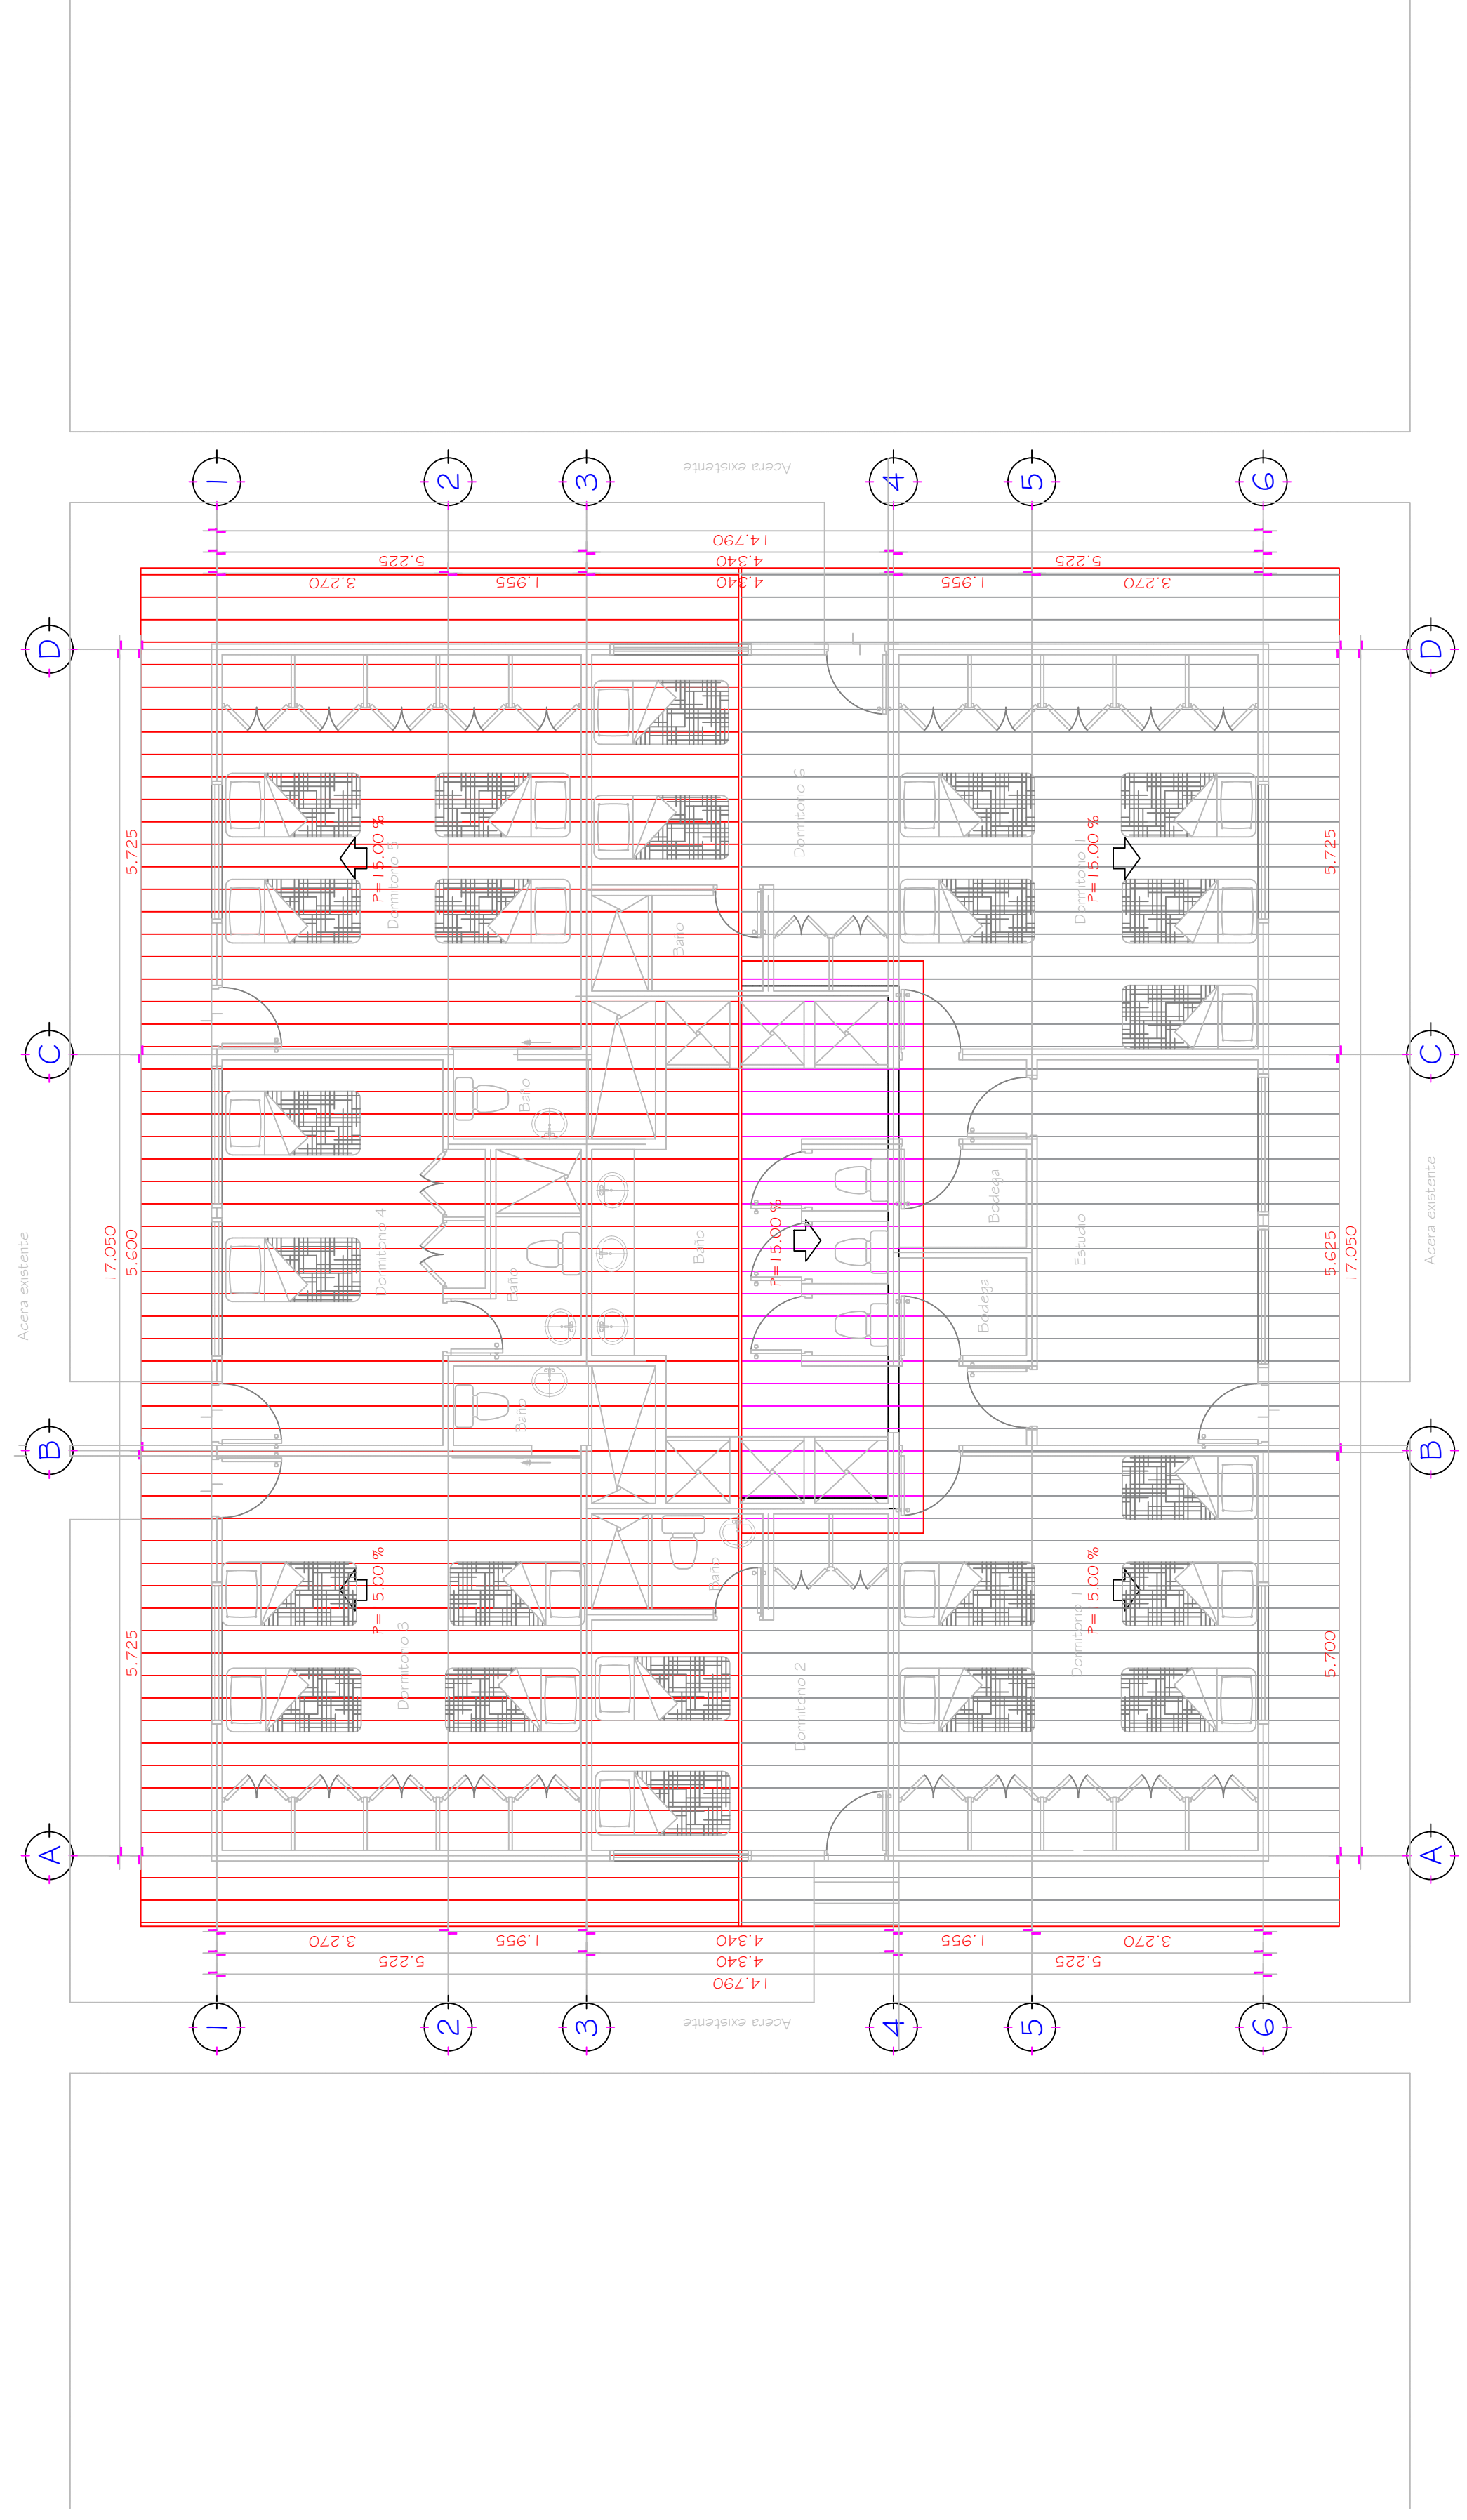 Acera existente
1
2
3
4
5
6
14.790
5.225
4.340
5.225
3.270
1.955
4.340
1.955
3.270
D
D
5.725
5.725
Dormitorio 6
P=15.00 %
Dormitorio 5
P=15.00 %
Dormitorio 1
Baño
C
C
Baño
Bodega
Acera existente
Acera existente
17.050
5.600
Dormitorio 4
Baño
Baño
P=15.00 %
Estudo
5.625
17.050
Bodega
Baño
B
B
P=15.00 %
P=15.00 %
Baño
Dormitorio 3
Dormitorio 1
5.725
5.700
Dormitorio 2
A
A
3.270
1.955
4.340
1.955
3.270
5.225
4.340
5.225
14.790
Acera existente
1
2
3
4
5
6